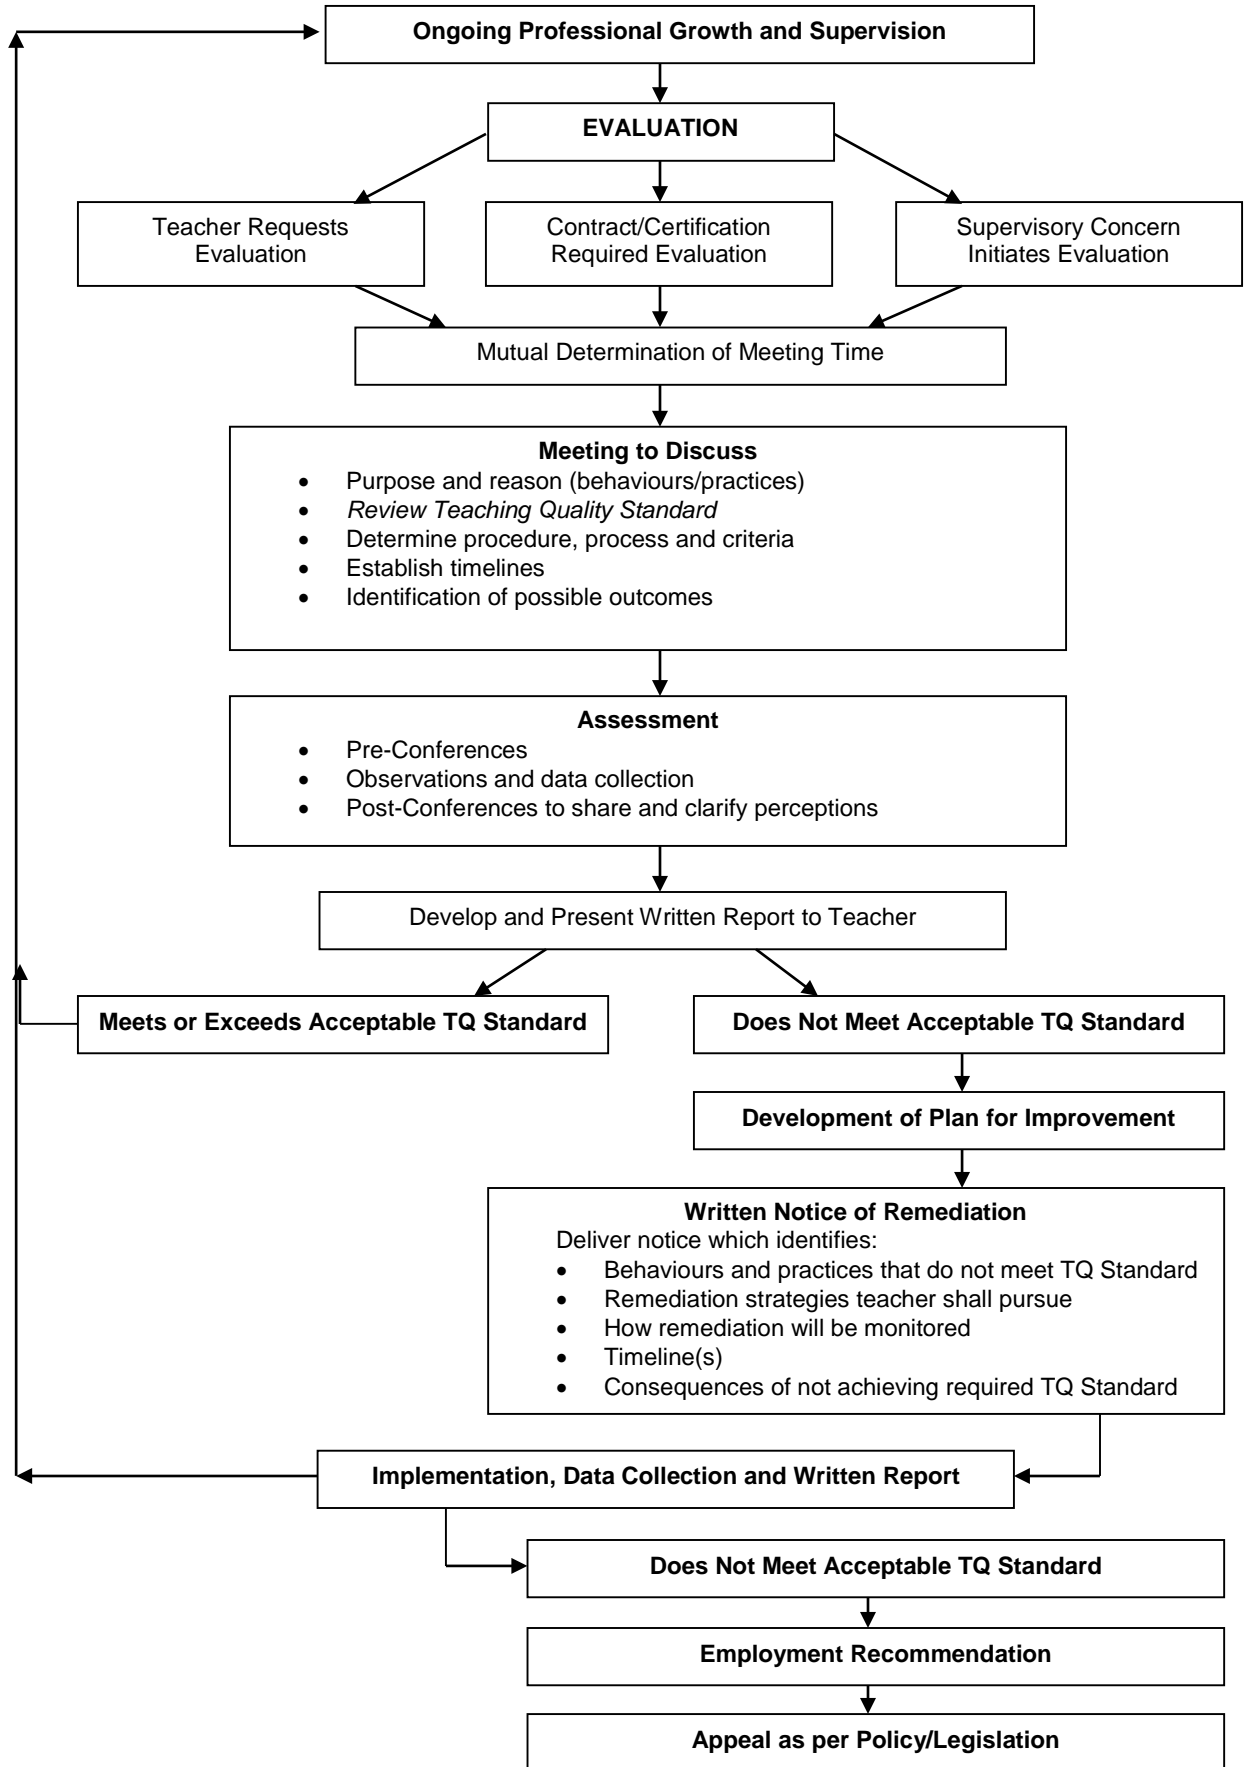 Ongoing Professional Growth and Supervision
EVALUATION
Teacher Requests
Evaluation
Contract/Certification
Required Evaluation
Supervisory Concern
Initiates Evaluation
Mutual Determination of Meeting Time
Meeting to Discuss
• Purpose and reason (behaviours/practices)
• Review Teaching Quality Standard
• Determine procedure, process and criteria
• Establish timelines
• Identification of possible outcomes
Assessment
• Pre-Conferences
• Observations and data collection
• Post-Conferences to share and clarify perceptions
Develop and Present Written Report to Teacher
Meets or Exceeds Acceptable TQ Standard
Does Not Meet Acceptable TQ Standard
Development of Plan for Improvement
Written Notice of Remediation
Deliver notice which identifies:
• Behaviours and practices that do not meet TQ Standard
• Remediation strategies teacher shall pursue
• How remediation will be monitored
• Timeline(s)
• Consequences of not achieving required TQ Standard
Implementation, Data Collection and Written Report
Does Not Meet Acceptable TQ Standard
Employment Recommendation
Appeal as per Policy/Legislation